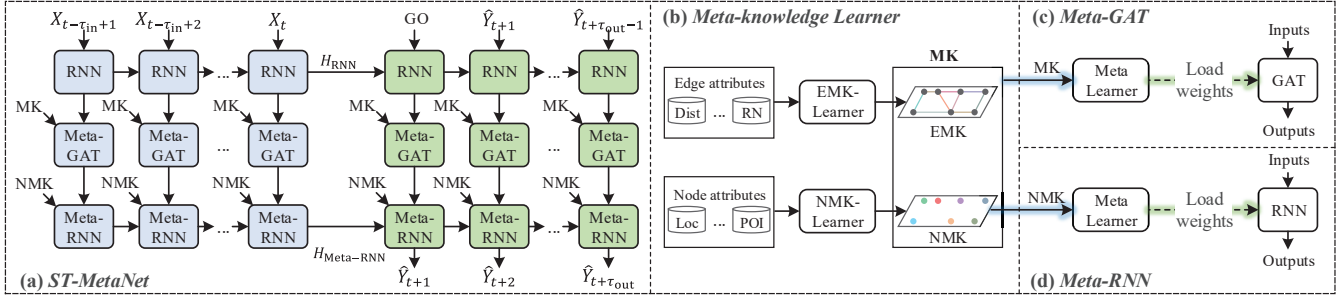 X_{t-τ_in+1} X_{t-τ_in+2} X_t GO Ŷ_{t+1} Ŷ_{t+τ_out-1}
RNN RNN ... RNN H_RNN RNN RNN ... RNN
MK MK ... MK MK MK ... MK
Meta-GAT Meta-GAT ... Meta-GAT Meta-GAT Meta-GAT ... Meta-GAT
NMK NMK NMK NMK NMK NMK
Meta-RNN Meta-RNN ... Meta-RNN H_Meta-RNN Meta-RNN Meta-RNN ... Meta-RNN
Ŷ_{t+1} Ŷ_{t+2} Ŷ_{t+τ_out}
(a) ST-MetaNet
(b) Meta-knowledge Learner
MK
Edge attributes
Dist ... RN
EMK-
Learner
EMK
Node attributes
Loc ... POI
NMK-
Learner
NMK
(c) Meta-GAT
Inputs
MK
Meta
Learner
Load
weights
GAT
Outputs
Inputs
NMK
Meta
Learner
Load
weights
RNN
Outputs
(d) Meta-RNN